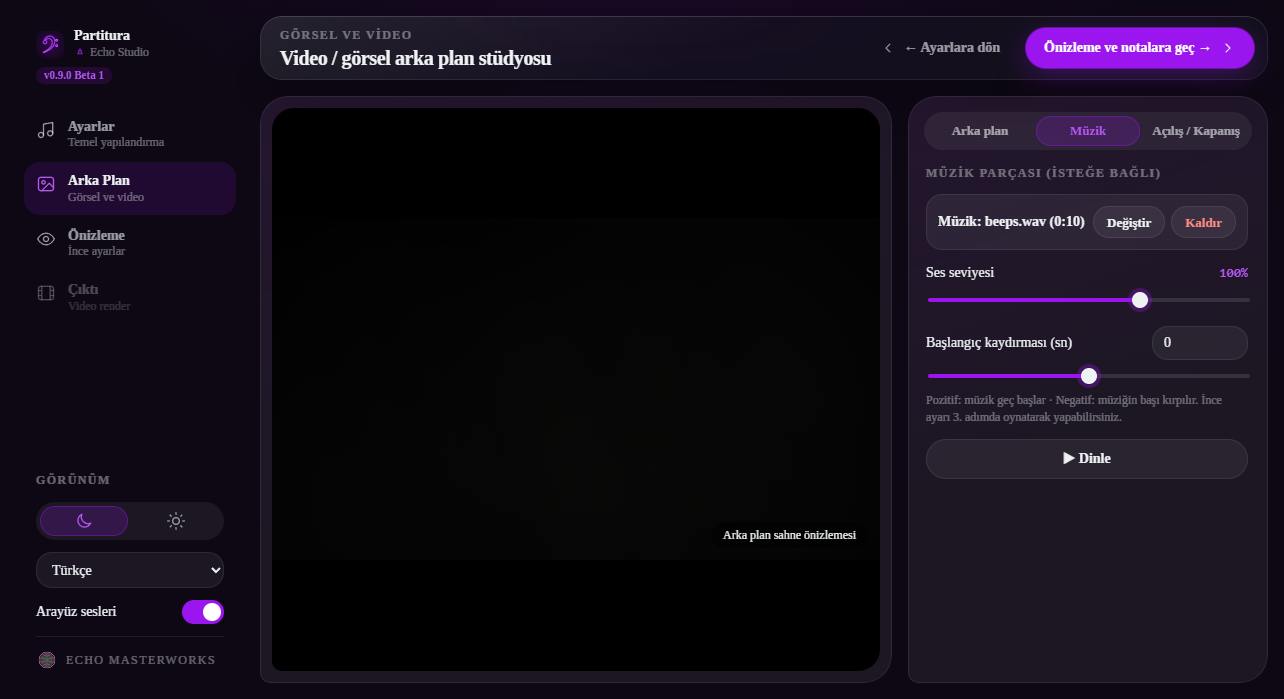 Partitura
Echo Studio
v0.9.0 Beta 1
Ayarlar
Temel yapılandırma
Arka Plan
Görsel ve video
Önizleme
İnce ayarlar
Çıktı
Video render
GÖRÜNÜM
Türkçe
Arayüz sesleri
ECHO MASTERWORKS
GÖRSEL VE VİDEO
Video / görsel arka plan stüdyosu
← Ayarlara dön
Önizleme ve notalara geç →
Arka plan sahne önizlemesi
Arka plan
Müzik
Açılış / Kapanış
MÜZİK PARÇASI (İSTEĞE BAĞLI)
Müzik: beeps.wav (0:10)
Değiştir
Kaldır
Ses seviyesi
100%
Başlangıç kaydırması (sn)
0
Pozitif: müzik geç başlar · Negatif: müziğin başı kırpılır. İnce
ayarı 3. adımda oynatarak yapabilirsiniz.
▶ Dinle